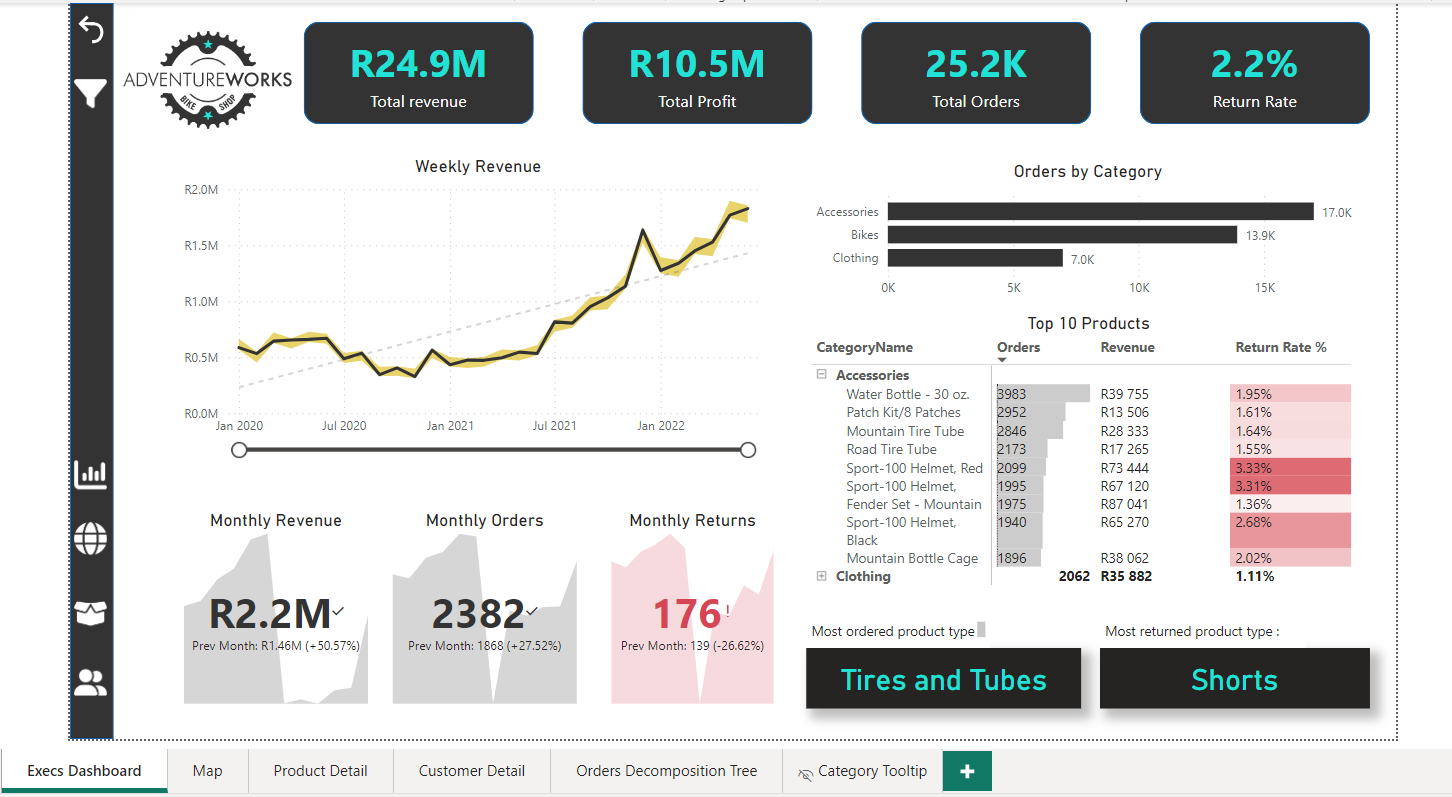 ADVENTUREWORKS
BIKE SHOP
R24.9M
Total revenue
R10.5M
Total Profit
25.2K
Total Orders
2.2%
Return Rate
Weekly Revenue
R2.0M
R1.5M
R1.0M
R0.5M
R0.0M
Jan 2020 Jul 2020 Jan 2021 Jul 2021 Jan 2022
Orders by Category
Accessories 17.0K
Bikes 13.9K
Clothing 7.0K
0K 5K 10K 15K
Top 10 Products
CategoryName Orders Revenue Return Rate %
Accessories
Water Bottle - 30 oz. 3983 R39 755 1.95%
Patch Kit/8 Patches 2952 R13 506 1.61%
Mountain Tire Tube 2846 R28 333 1.64%
Road Tire Tube 2173 R17 265 1.55%
Sport-100 Helmet, Red 2099 R73 444 3.33%
Sport-100 Helmet, 1995 R67 120 3.31%
Fender Set - Mountain 1975 R87 041 1.36%
Sport-100 Helmet, 1940 R65 270 2.68%
Black
Mountain Bottle Cage 1896 R38 062 2.02%
Clothing 2062 R35 882 1.11%
Monthly Revenue
R2.2M
Prev Month: R1.46M (+50.57%)
Monthly Orders
2382
Prev Month: 1868 (+27.52%)
Monthly Returns
176!
Prev Month: 139 (-26.62%)
Most ordered product type
Tires and Tubes
Most returned product type :
Shorts
Execs Dashboard Map Product Detail Customer Detail Orders Decomposition Tree Category Tooltip +